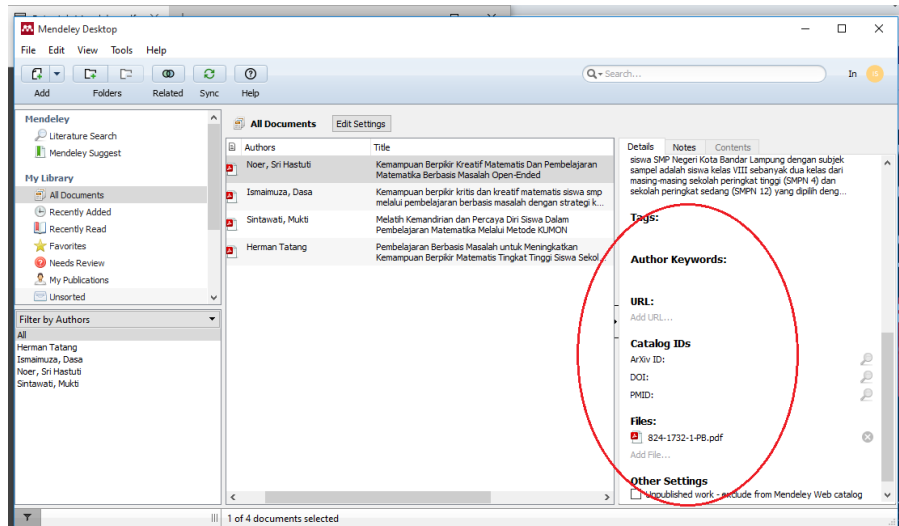 Mendeley Desktop
File Edit View Tools Help
Search...
In
Add Folders Related Sync Help
Mendeley
Literature Search
Mendeley Suggest
My Library
All Documents
Recently Added
Recently Read
Favorites
Needs Review
My Publications
Unsorted
Filter by Authors
All
Herman Tatang
Ismaimuza, Dasa
Noer, Sri Hastuti
Sintawati, Mukti
All Documents Edit Settings
Authors Title
Noer, Sri Hastuti Kemampuan Berpikir Kreatif Matematis Dan Pembelajaran
Matematika Berbasis Masalah Open-Ended
Ismaimuza, Dasa Kemampuan berpikir kritis dan kreatif matematis siswa smp
melalui pembelajaran berbasis masalah dengan strategi k...
Sintawati, Mukti Melatih Kemandirian dan Percaya Diri Siswa Dalam
Pembelajaran Matematika Melalui Metode KUMON
Herman Tatang Pembelajaran Berbasis Masalah untuk Meningkatkan
Kemampuan Berpikir Matematis Tingkat Tinggi Siswa Sekol...
Details Notes Contents
siswa SMP Negeri Kota Bandar Lampung dengan subjek
sampel adalah siswa kelas VIII sebanyak dua kelas dari
masing-masing sekolah peringkat tinggi (SMPN 4) dan
sekolah peringkat sedang (SMPN 12) yang dipilh deng...
Tags:
Author Keywords:
URL:
Add URL...
Catalog IDs
ArXiv ID:
DOI:
PMID:
Files:
824-1732-1-PB.pdf
Add File...
Other Settings
Unpublished work - exclude from Mendeley Web catalog
1 of 4 documents selected